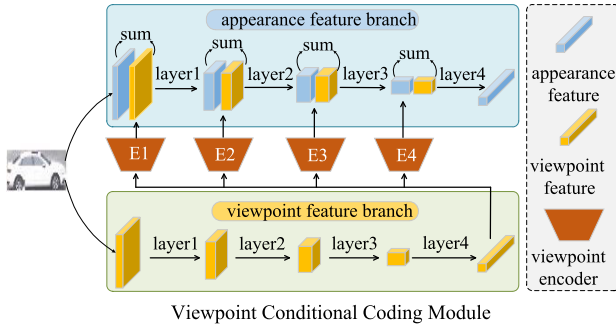 appearance feature branch
sum
sum
sum
sum
layer1
layer2
layer3
layer4
E1
E2
E3
E4
viewpoint feature branch
layer1
layer2
layer3
layer4
appearance
feature
viewpoint
feature
viewpoint
encoder
Viewpoint Conditional Coding Module